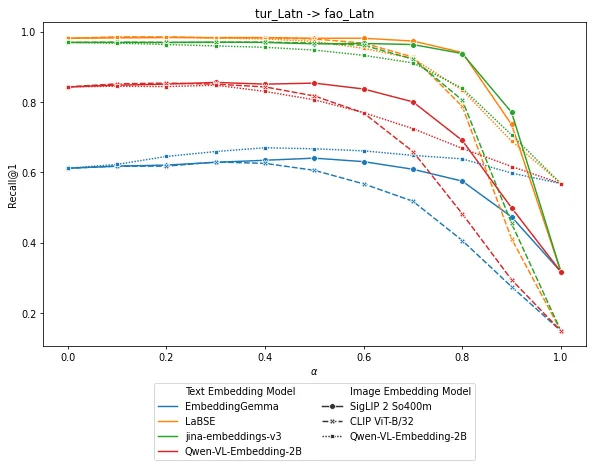 tur_Latn -> fao_Latn
Recall@1
1.0
0.8
0.6
0.4
0.2
0.0
0.2
0.4
0.6
0.8
1.0
α
Text Embedding Model
EmbeddingGemma
LaBSE
jina-embeddings-v3
Qwen-VL-Embedding-2B
Image Embedding Model
SigLIP 2 So400m
CLIP ViT-B/32
Qwen-VL-Embedding-2B